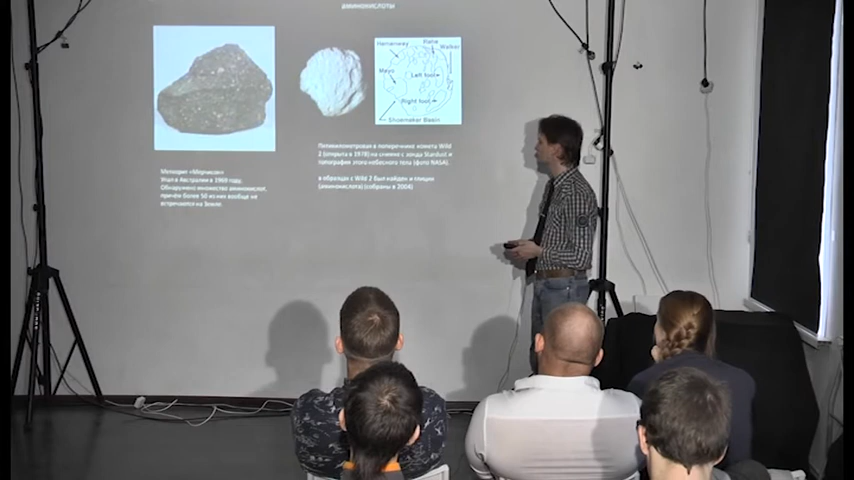 аминокислоты
Hemenway
Rene
Walker
Mayo
Left foot
Right foot
Shoemaker Basin
Метеорит «Мерчисон»
Упал в Австралии в 1969 году.
Обнаружено множество аминокислот,
причём более 50 из них вообще не
встречаются на Земле
Пятикилометровая в поперечнике комета Wild
2 (открыта в 1978) на снимке с зонда Stardust и
топография этого небесного тела (фото NASA).
в образцах с Wild 2 был найден и глицин
(аминокислота) (собраны в 2004)